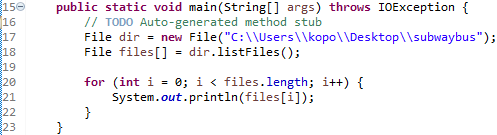 15 public static void main(String[] args) throws IOException {
16 // TODO Auto-generated method stub
17 File dir = new File("C:\\Users\\kopo\\Desktop\\subwaybus");
18 File files[] = dir.listFiles();
19
20 for (int i = 0; i < files.length; i++) {
21 System.out.println(files[i]);
22 }
23 }